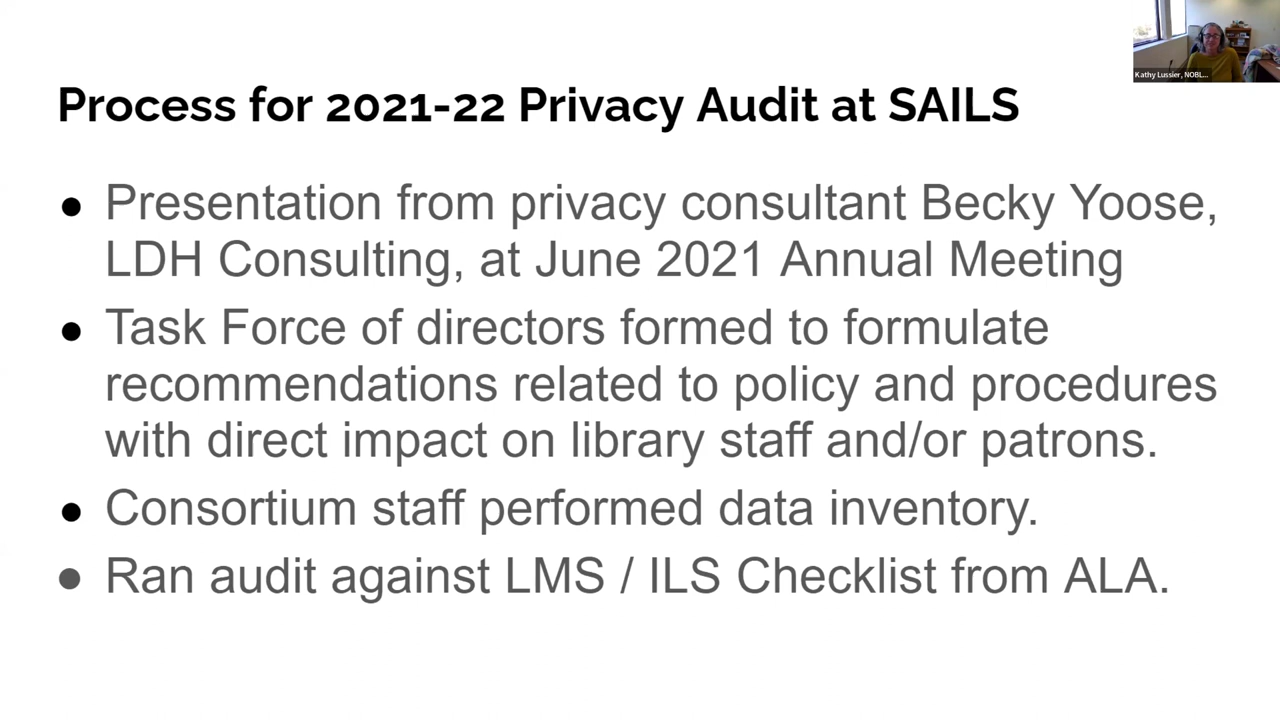 Kathy Lussier, NOBL...
Process for 2021-22 Privacy Audit at SAILS
● Presentation from privacy consultant Becky Yoose,
LDH Consulting, at June 2021 Annual Meeting
● Task Force of directors formed to formulate
recommendations related to policy and procedures
with direct impact on library staff and/or patrons.
● Consortium staff performed data inventory.
● Ran audit against LMS / ILS Checklist from ALA.